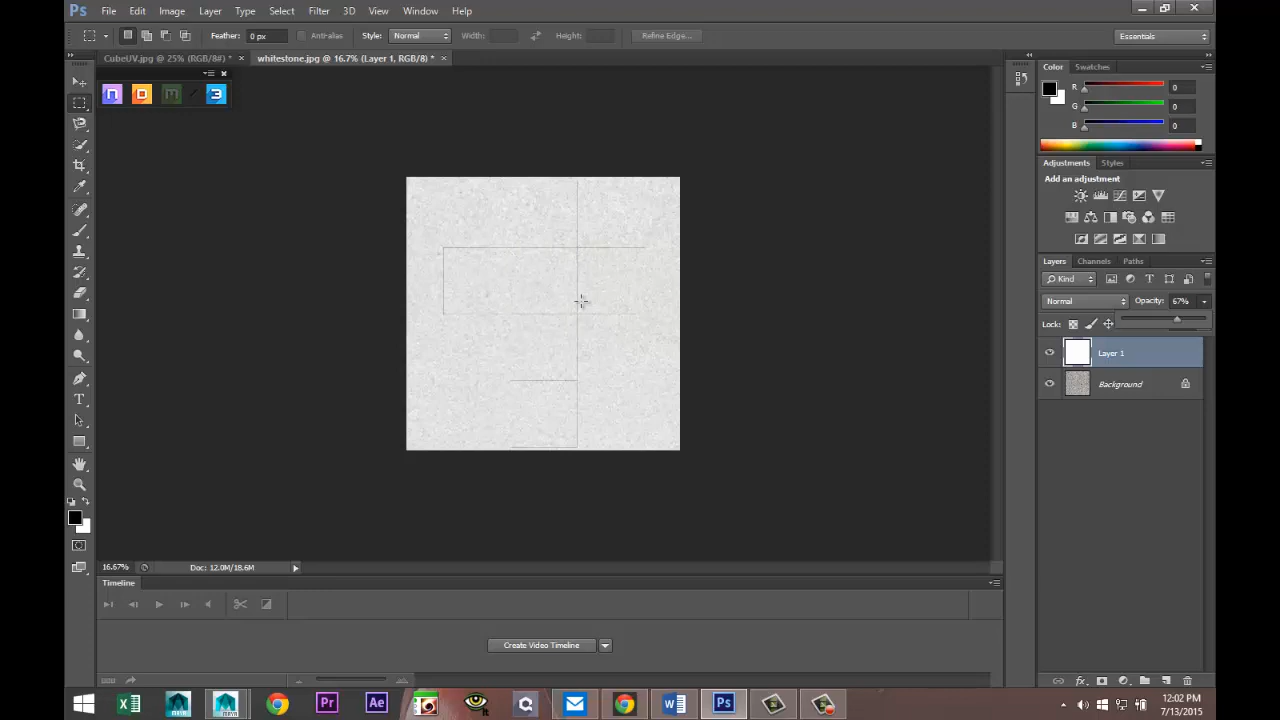 Ps File Edit Image Layer Type Select Filter 3D View Window Help
Feather: 0 px Anti-alias Style: Normal Width: Height: Refine Edge... Essentials
CubeUV.jpg @ 25% (RGB/8#) * × whitestone.jpg @ 16.7% (Layer 1, RGB/8) * ×
Color Swatches
R 0
G 0
B 0
Adjustments Styles
Add an adjustment
Layers Channels Paths
Kind
Normal Opacity: 67%
Lock:
Layer 1
Background
16.67% Doc: 12.0M/18.6M
Timeline
Create Video Timeline
12:02 PM
7/13/2015